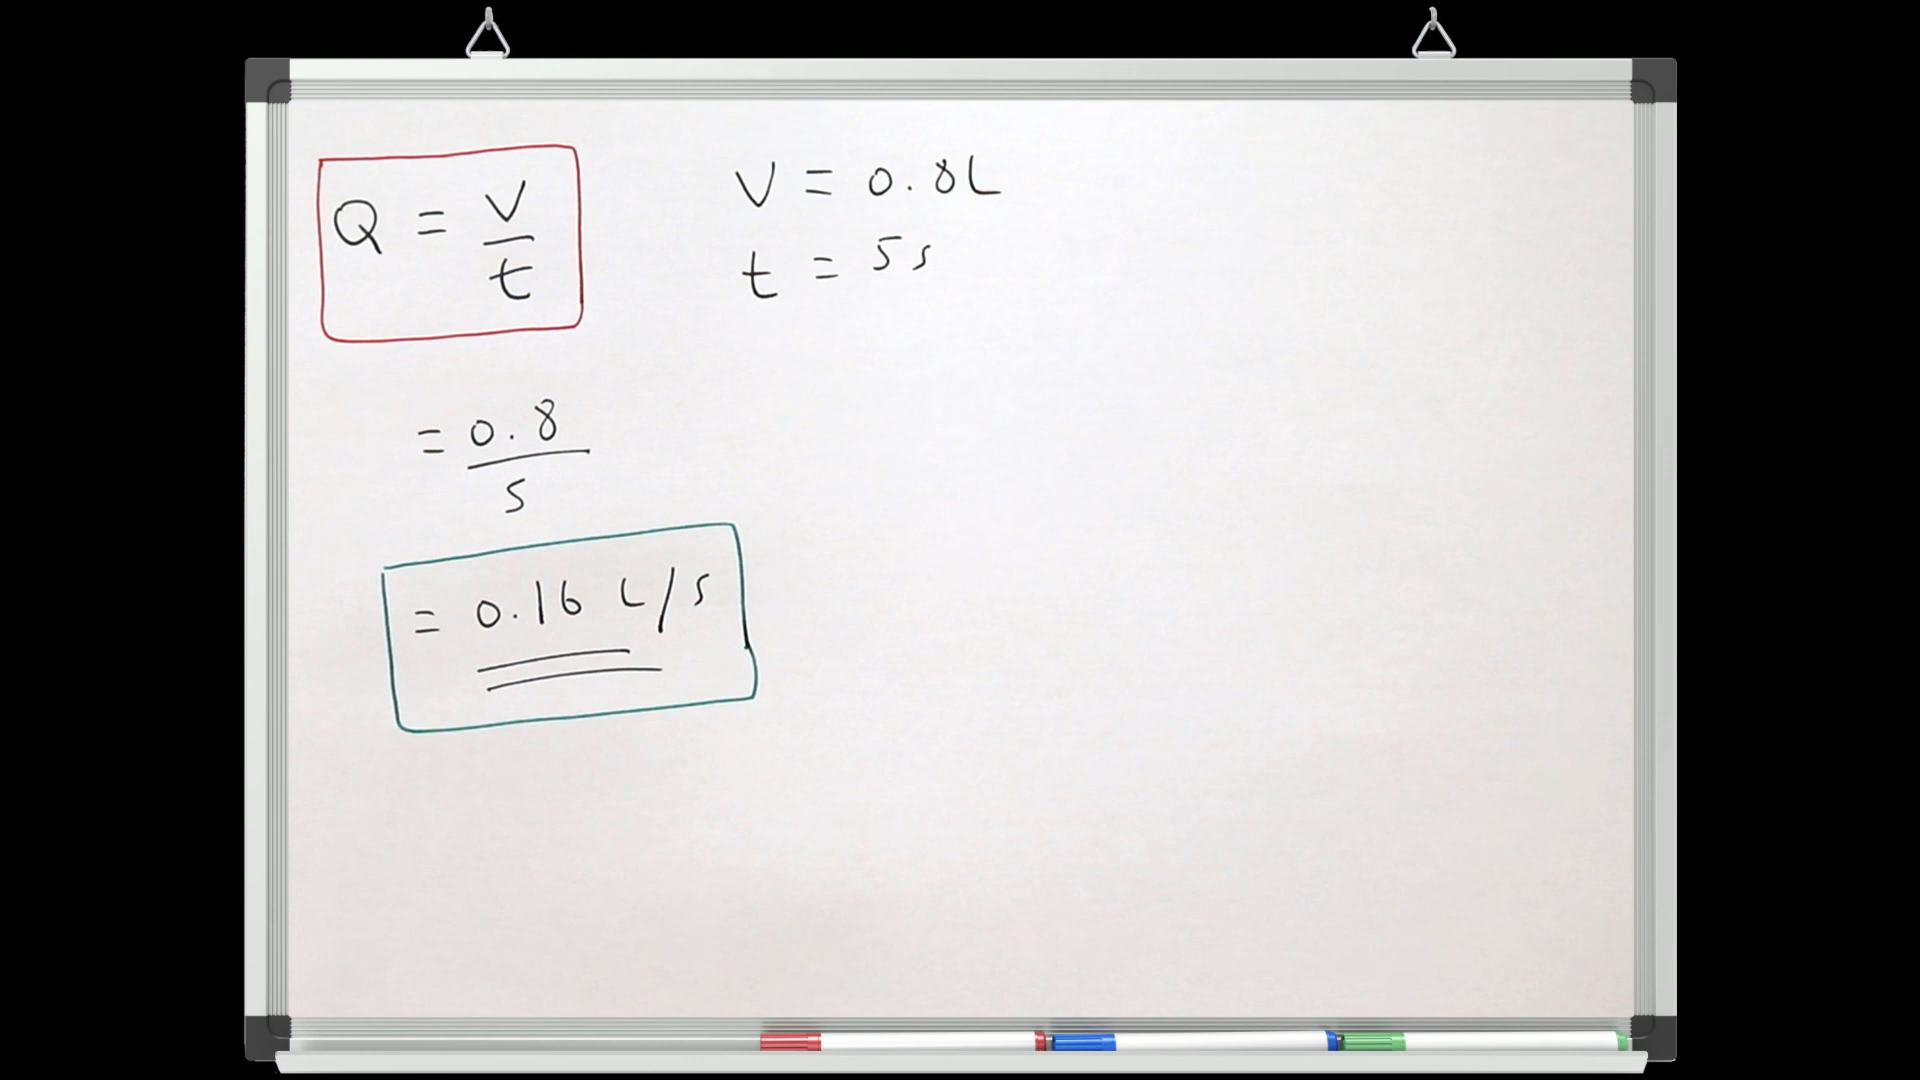 Q = V/t
V = 0.8L
t = 5s
= 0.8/5
= 0.16 L/s